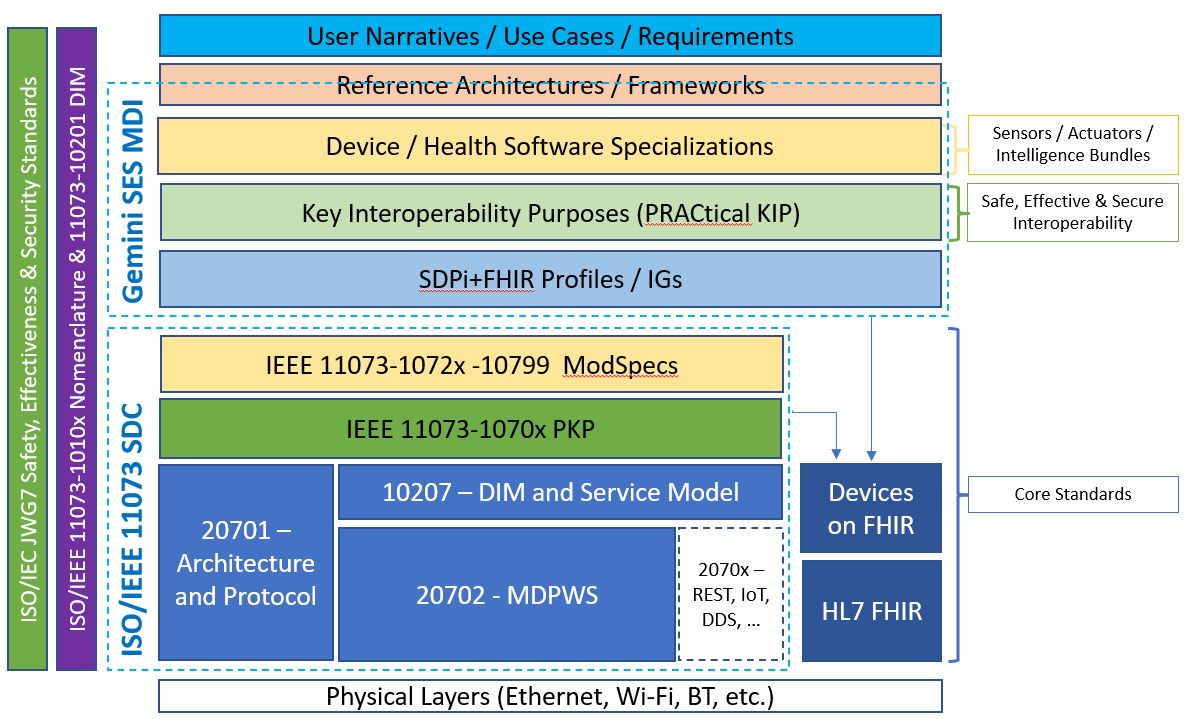 ISO/IEC JWG7 Safety, Effectiveness & Security Standards
ISO/IEEE 11073-1010x Nomenclature & 11073-10201 DIM
User Narratives / Use Cases / Requirements
Reference Architectures / Frameworks
Gemini SES MDI
Device / Health Software Specializations
Sensors / Actuators /
Intelligence Bundles
Key Interoperability Purposes (PRACtical KIP)
Safe, Effective & Secure
Interoperability
SDPi+FHIR Profiles / IGs
ISO/IEEE 11073 SDC
IEEE 11073-1072x -10799 ModSpecs
IEEE 11073-1070x PKP
20701 –
Architecture
and Protocol
10207 – DIM and Service Model
20702 - MDPWS
2070x –
REST, IoT,
DDS, ...
Devices
on FHIR
HL7 FHIR
Core Standards
Physical Layers (Ethernet, Wi-Fi, BT, etc.)